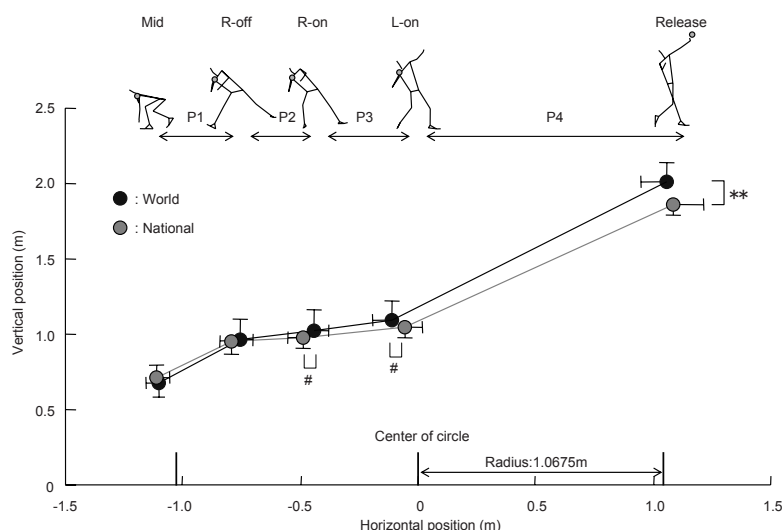 Mid R-off R-on L-on Release
P1 P2 P3 P4
2.5
2.0
1.5
1.0
0.5
0
Vertical position (m)
: World
: National
**
# #
Center of circle
Radius:1.0675m
-1.5 -1.0 -0.5 0 0.5 1.0 1.5
Horizontal position (m)